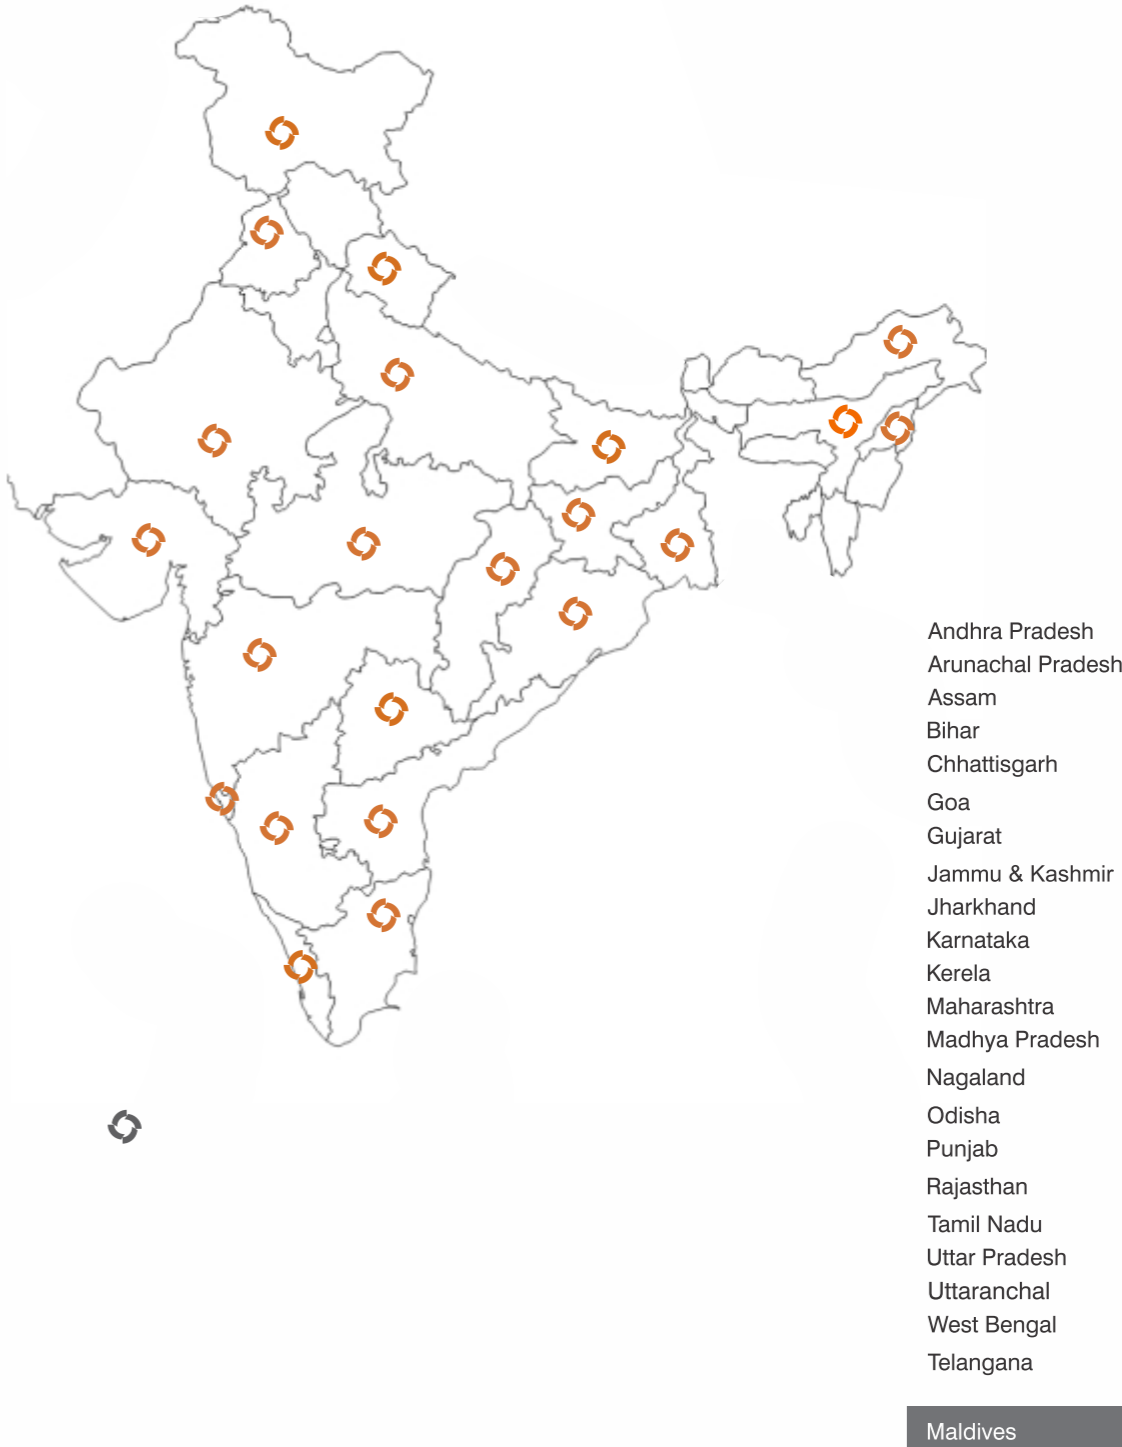 Andhra Pradesh
Arunachal Pradesh
Assam
Bihar
Chhattisgarh
Goa
Gujarat
Jammu & Kashmir
Jharkhand
Karnataka
Kerela
Maharashtra
Madhya Pradesh
Nagaland
Odisha
Punjab
Rajasthan
Tamil Nadu
Uttar Pradesh
Uttaranchal
West Bengal
Telangana
Maldives